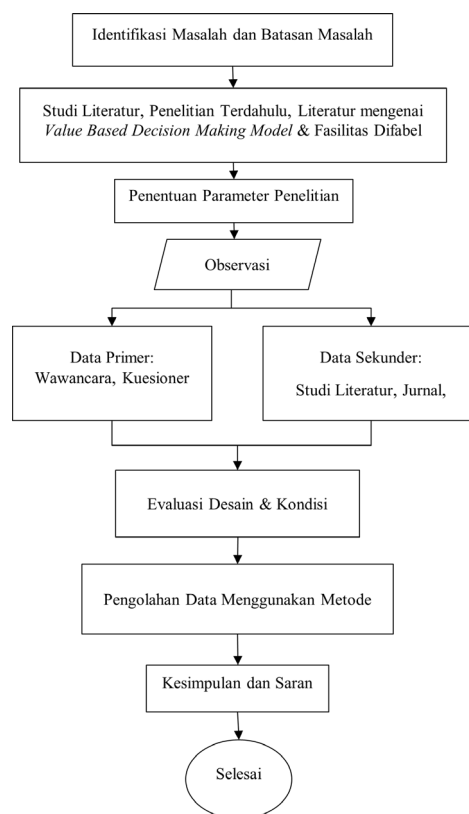 Identifikasi Masalah dan Batasan Masalah
Studi Literatur, Penelitian Terdahulu, Literatur mengenai
Value Based Decision Making Model & Fasilitas Difabel
Penentuan Parameter Penelitian
Observasi
Data Primer:
Wawancara, Kuesioner
Data Sekunder:
Studi Literatur, Jurnal,
Evaluasi Desain & Kondisi
Pengolahan Data Menggunakan Metode
Kesimpulan dan Saran
Selesai